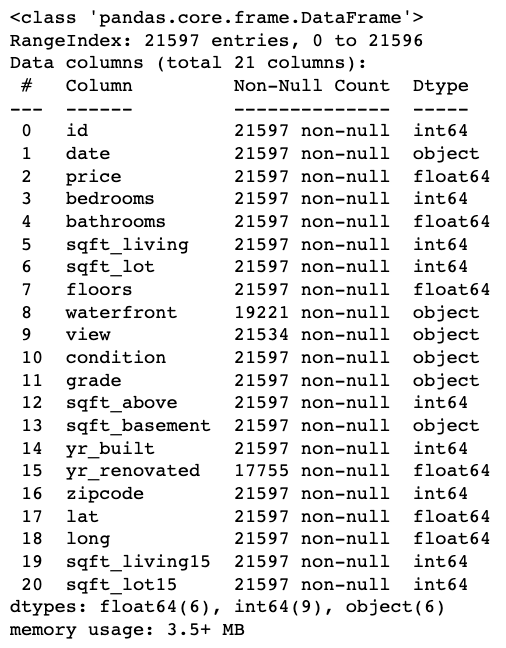 <class 'pandas.core.frame.DataFrame'>
RangeIndex: 21597 entries, 0 to 21596
Data columns (total 21 columns):
 #   Column         Non-Null Count  Dtype
---  ------         --------------  -----
 0   id             21597 non-null  int64
 1   date           21597 non-null  object
 2   price          21597 non-null  float64
 3   bedrooms       21597 non-null  int64
 4   bathrooms      21597 non-null  float64
 5   sqft_living    21597 non-null  int64
 6   sqft_lot       21597 non-null  int64
 7   floors         21597 non-null  float64
 8   waterfront     19221 non-null  object
 9   view           21534 non-null  object
 10  condition      21597 non-null  object
 11  grade          21597 non-null  object
 12  sqft_above     21597 non-null  int64
 13  sqft_basement  21597 non-null  object
 14  yr_built       21597 non-null  int64
 15  yr_renovated   17755 non-null  float64
 16  zipcode        21597 non-null  int64
 17  lat            21597 non-null  float64
 18  long           21597 non-null  float64
 19  sqft_living15  21597 non-null  int64
 20  sqft_lot15     21597 non-null  int64
dtypes: float64(6), int64(9), object(6)
memory usage: 3.5+ MB